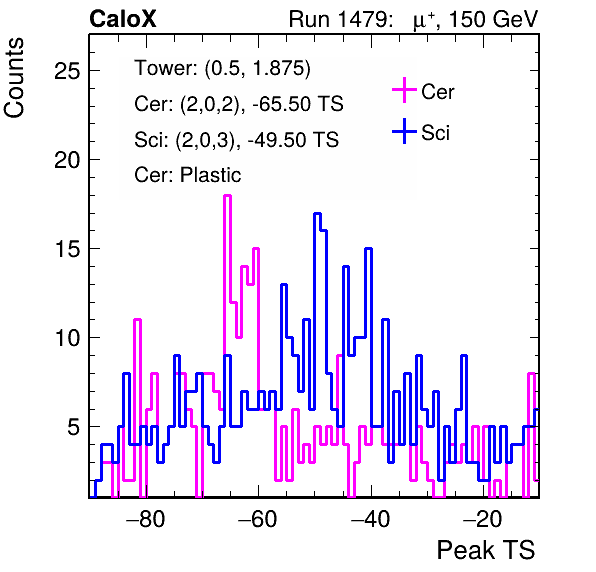 CaloX Run 1479: μ⁺, 150 GeV
Counts
Tower: (0.5, 1.875)
Cer: (2,0,2), -65.50 TS
Sci: (2,0,3), -49.50 TS
Cer: Plastic
Cer
Sci
25
20
15
10
5
−80 −60 −40 −20
Peak TS